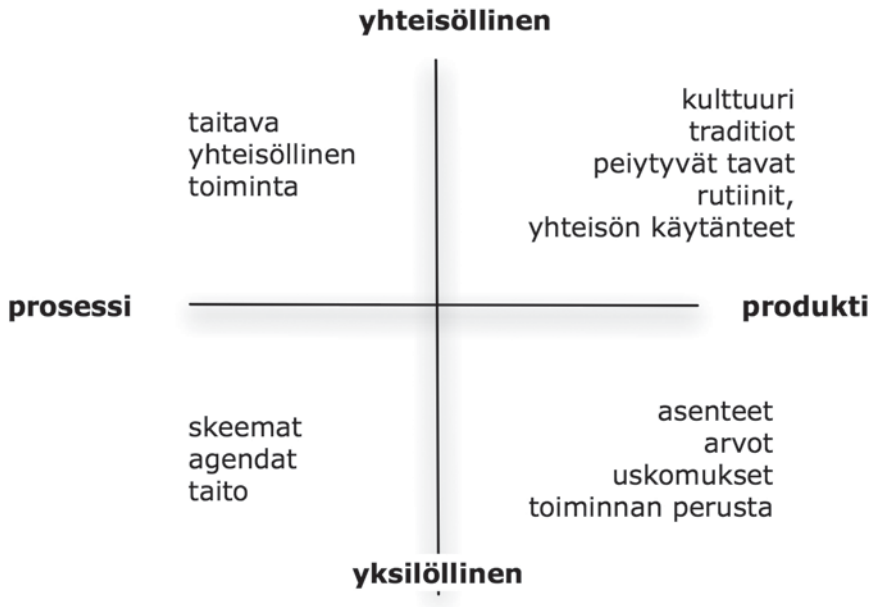 yhteisöllinen
taitava
yhteisöllinen
toiminta
kulttuuri
traditiot
peiytyvät tavat
rutiinit,
yhteisön käytänteet
prosessi
produkti
skeemat
agendat
taito
asenteet
arvot
uskomukset
toiminnan perusta
yksilöllinen